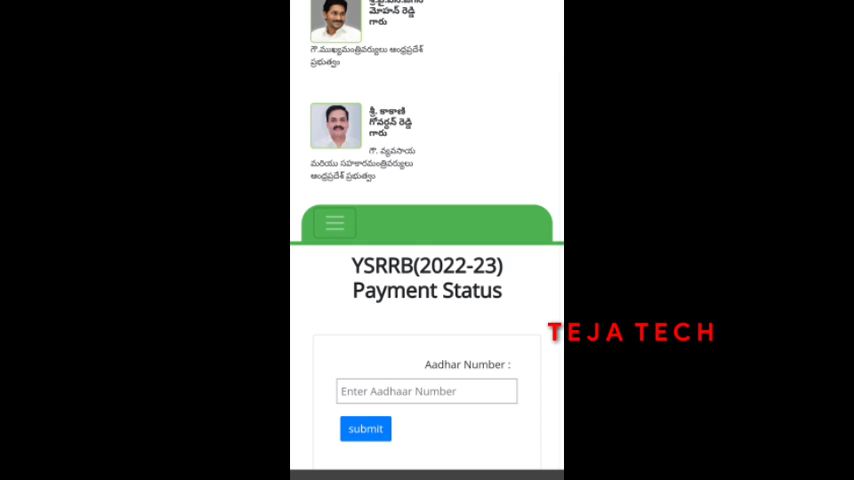 మోహన్ రెడ్డి
గారు
గౌ.ముఖ్యమంత్రివర్యులు ఆంధ్రప్రదేశ్
ప్రభుత్వం
శ్రీ. కాకాణి
గోవర్ధన్ రెడ్డి
గారు
గౌ. వ్యవసాయ
మరియు సహకారమంత్రివర్యులు
ఆంధ్రప్రదేశ్ ప్రభుత్వం
YSRRB(2022-23)
Payment Status
TEJA TECH
Aadhar Number :
Enter Aadhaar Number
submit